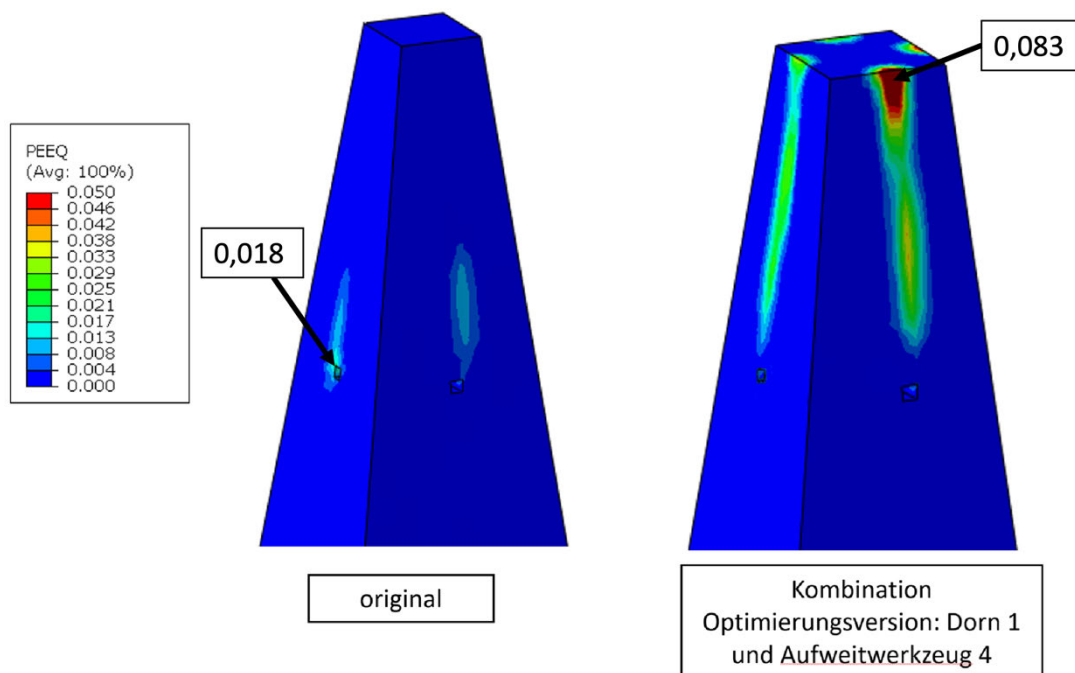 0,083
PEEQ
(Avg: 100%)
0.050
0.046
0.042
0.038
0.033
0.029
0.025
0.021
0.017
0.013
0.008
0.004
0.000
0,018
original
Kombination
Optimierungsversion: Dorn 1
und Aufweitwerkzeug 4